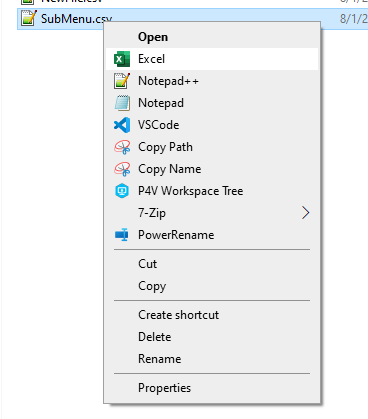 SubMenu.csv 8/1/2
Open
Excel
Notepad++
Notepad
VSCode
Copy Path
Copy Name
P4V Workspace Tree
7-Zip
PowerRename
Cut
Copy
Create shortcut
Delete
Rename
Properties